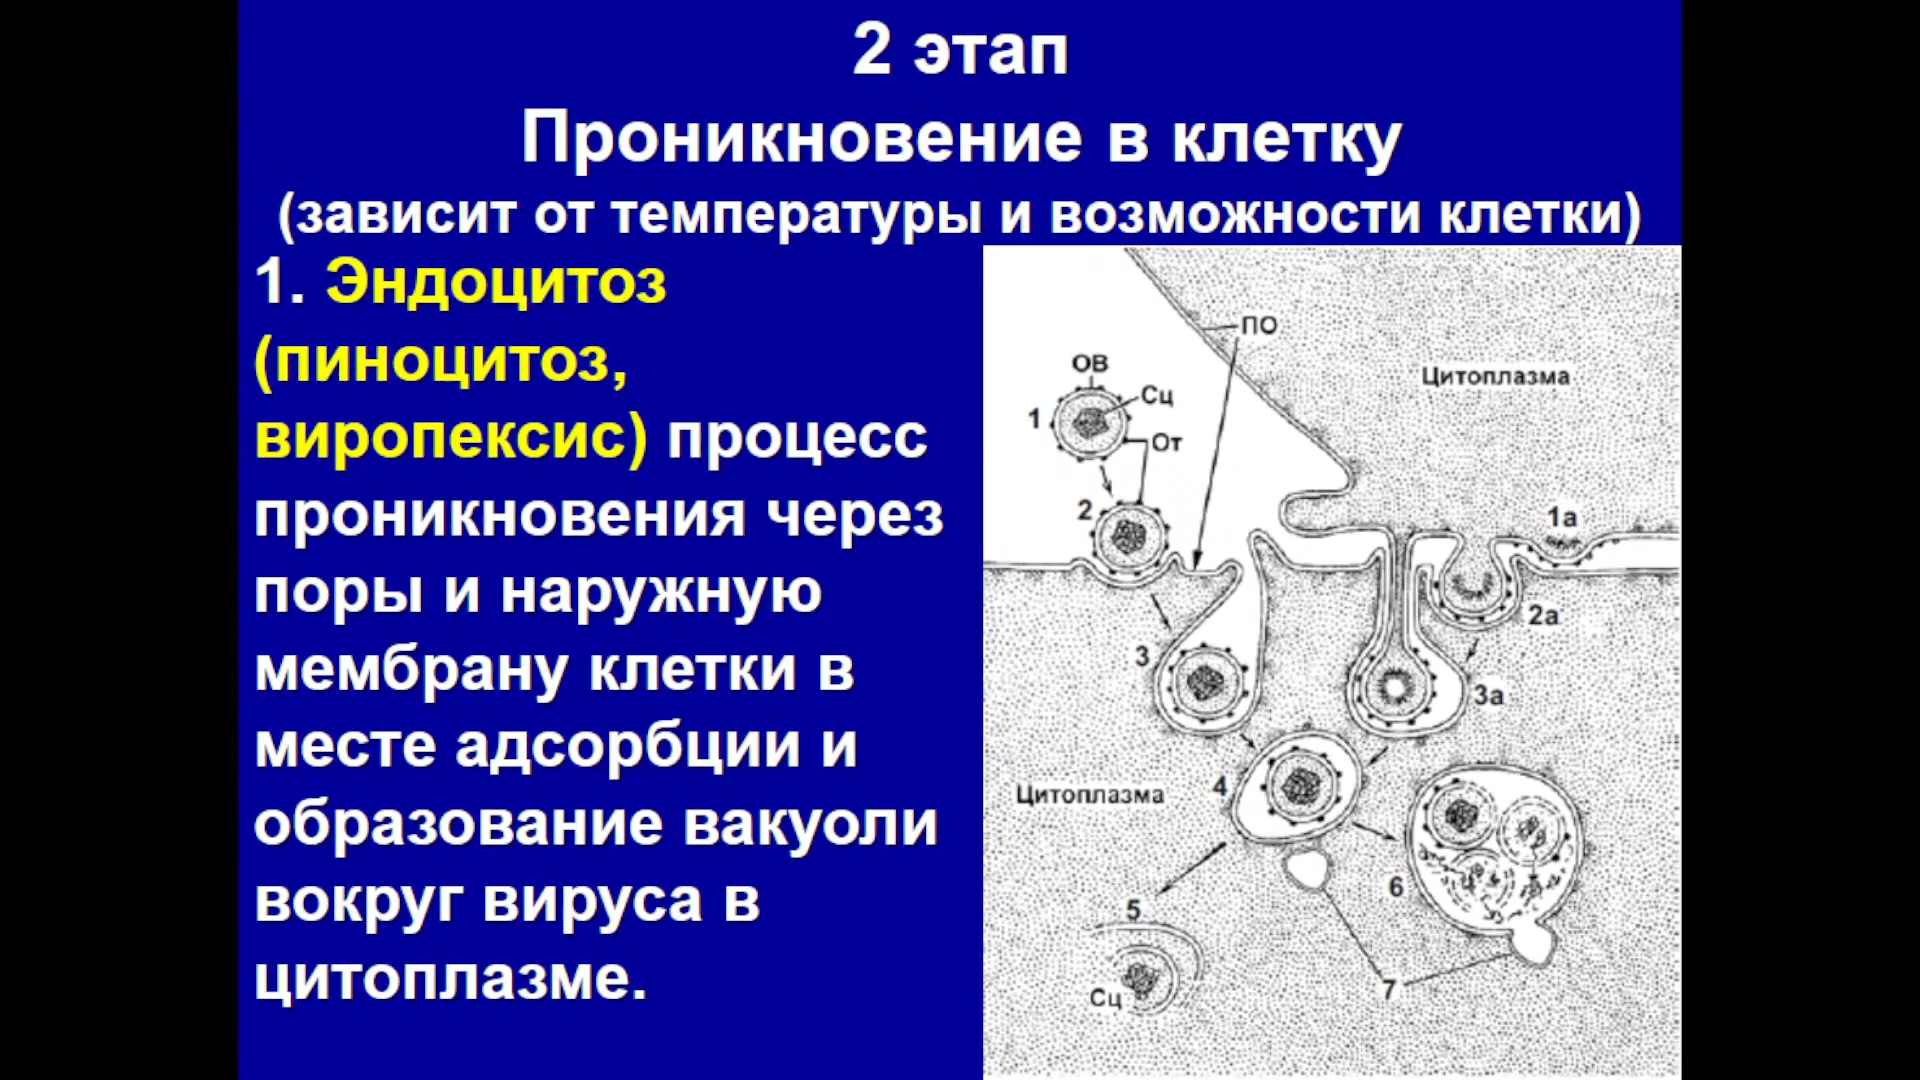 2 этап
Проникновение в клетку
(зависит от температуры и возможности клетки)
1. Эндоцитоз
(пиноцитоз,
виропексис) процесс
проникновения через
поры и наружную
мембрану клетки в
месте адсорбции и
образование вакуоли
вокруг вируса в
цитоплазме.
ПО
ОВ
Цитоплазма
Сц
1
От
2
1а
2а
3
3а
4
Цитоплазма
6
5
7
Сц